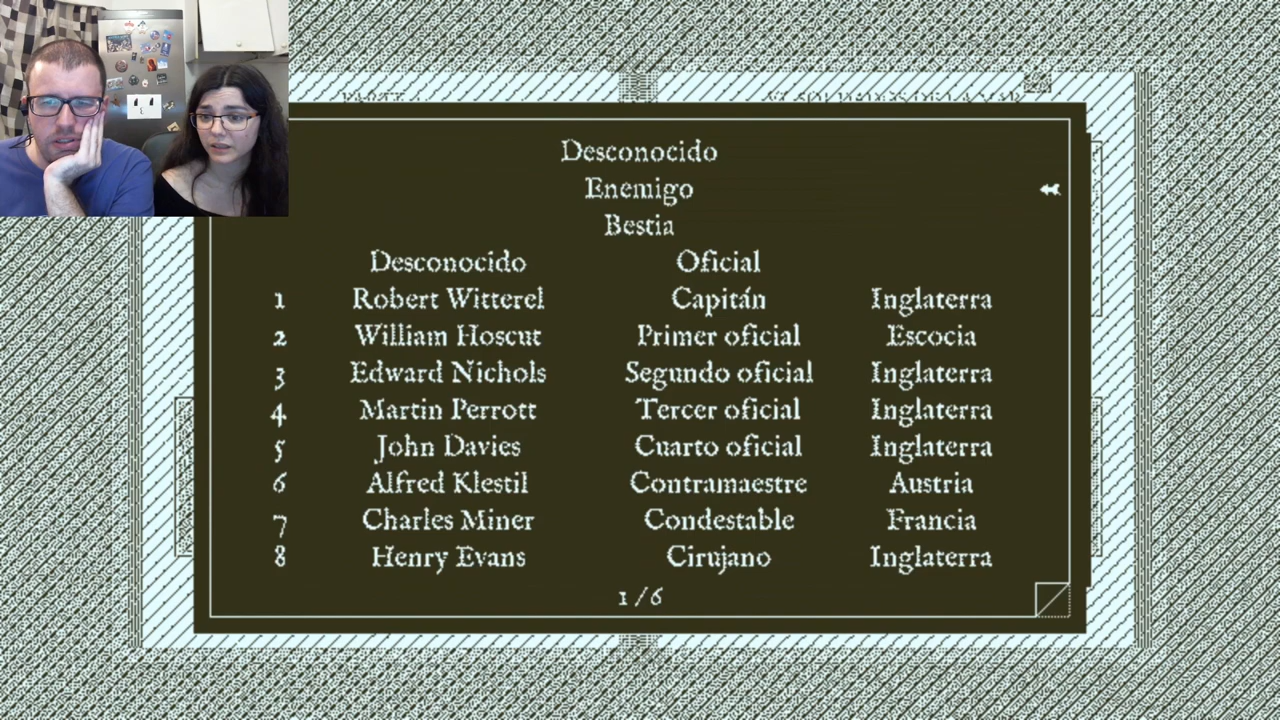 Desconocido
Enemigo
Bestia
Desconocido Oficial
1 Robert Witterel Capitán Inglaterra
2 William Hoscut Primer oficial Escocia
3 Edward Nichols Segundo oficial Inglaterra
4 Martin Perrott Tercer oficial Inglaterra
5 John Davies Cuarto oficial Inglaterra
6 Alfred Klestil Contramaestre Austria
7 Charles Miner Condestable Francia
8 Henry Evans Cirujano Inglaterra
1/6